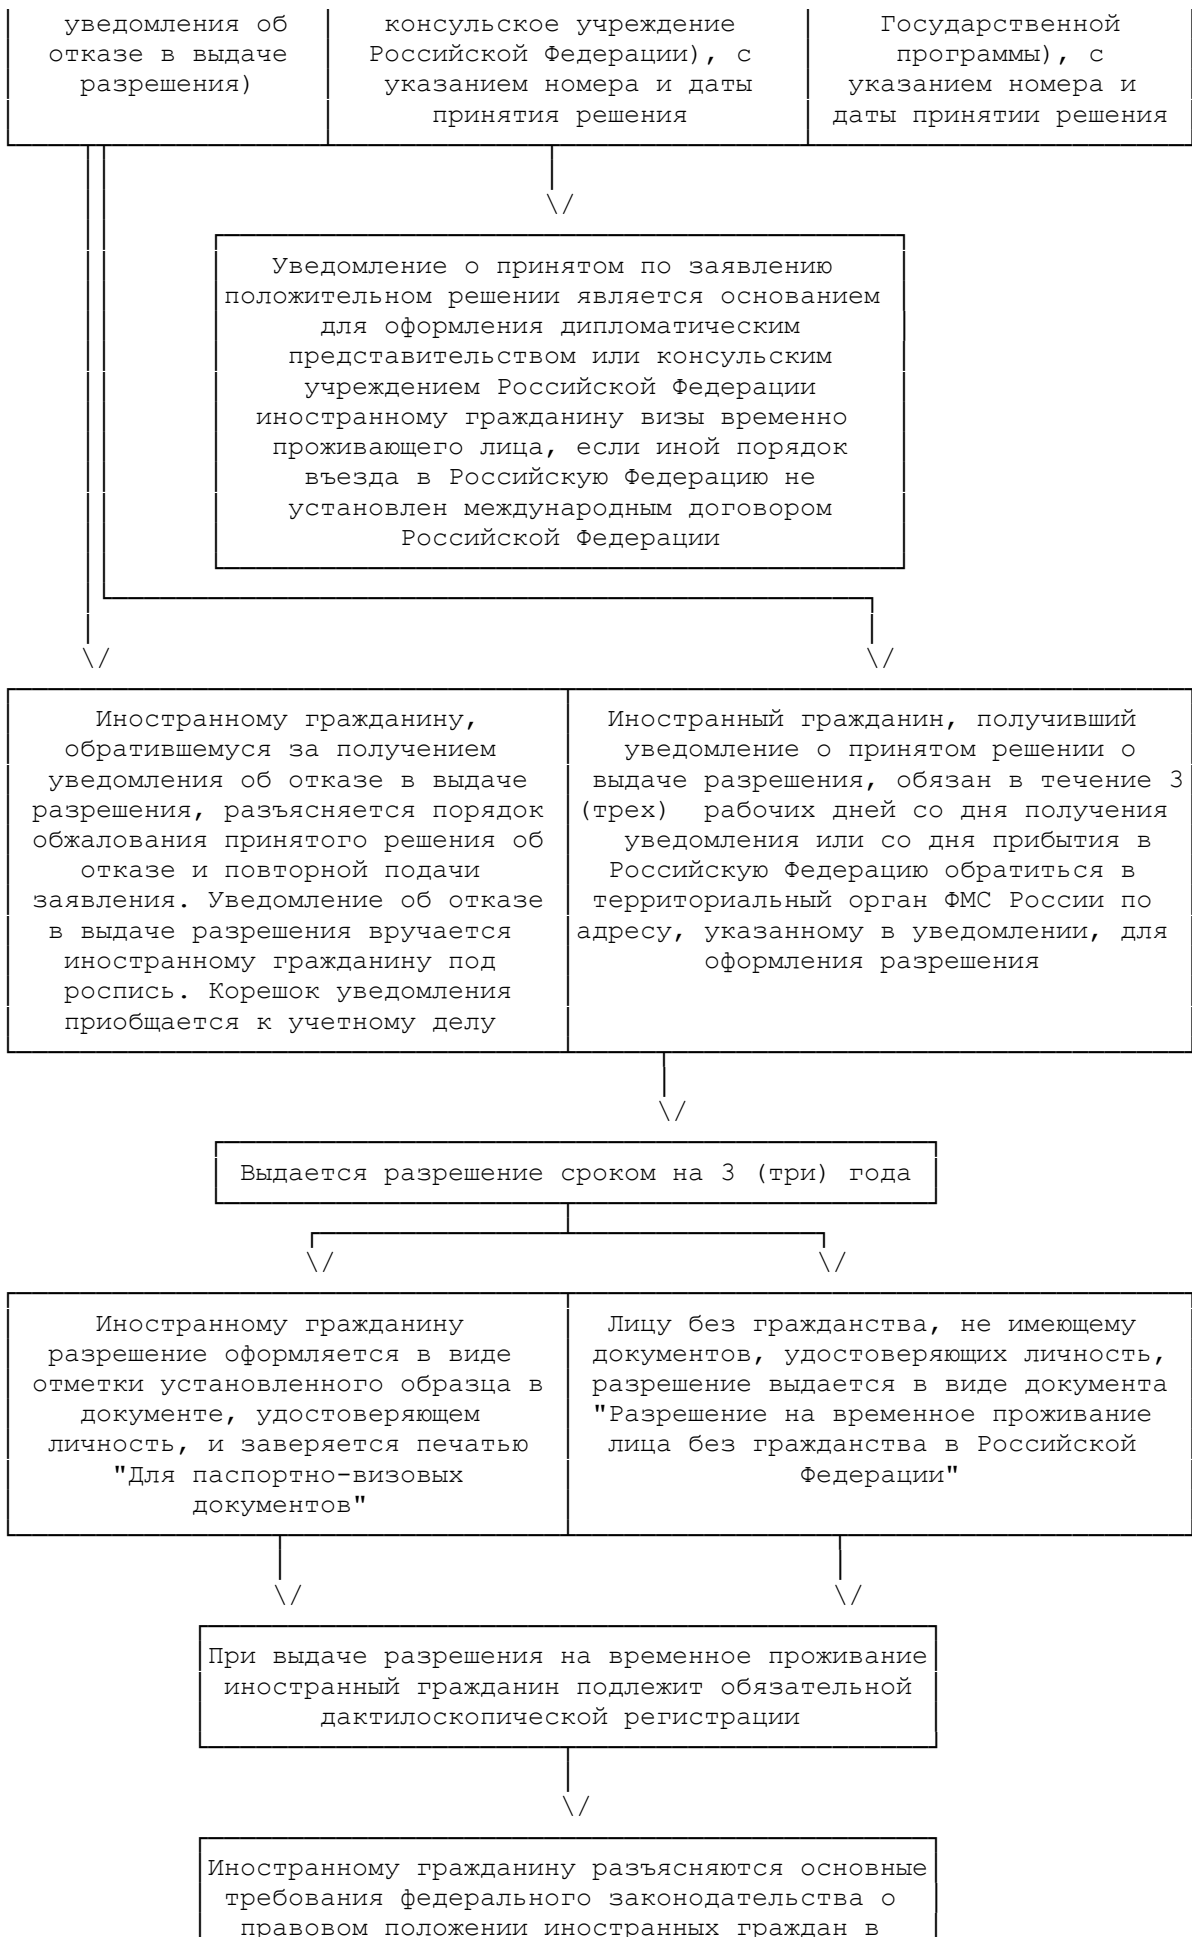 уведомления об
отказе в выдаче
разрешения)
консульское учреждение
Российской Федерации), с
указанием номера и даты
принятия решения
Государственной
программы), с
указанием номера и
даты принятии решения
Уведомление о принятом по заявлению
положительном решении является основанием
для оформления дипломатическим
представительством или консульским
учреждением Российской Федерации
иностранному гражданину визы временно
проживающего лица, если иной порядок
въезда в Российскую Федерацию не
установлен международным договором
Российской Федерации
Иностранному гражданину,
обратившемуся за получением
уведомления об отказе в выдаче
разрешения, разъясняется порядок
обжалования принятого решения об
отказе и повторной подачи
заявления. Уведомление об отказе
в выдаче разрешения вручается
иностранному гражданину под
роспись. Корешок уведомления
приобщается к учетному делу
Иностранный гражданин, получивший
уведомление о принятом решении о
выдаче разрешения, обязан в течение 3
(трех) рабочих дней со дня получения
уведомления или со дня прибытия в
Российскую Федерацию обратиться в
территориальный орган ФМС России по
адресу, указанному в уведомлении, для
оформления разрешения
Выдается разрешение сроком на 3 (три) года
Иностранному гражданину
разрешение оформляется в виде
отметки установленного образца в
документе, удостоверяющем
личность, и заверяется печатью
"Для паспортно-визовых
документов"
Лицу без гражданства, не имеющему
документов, удостоверяющих личность,
разрешение выдается в виде документа
"Разрешение на временное проживание
лица без гражданства в Российской
Федерации"
При выдаче разрешения на временное проживание
иностранный гражданин подлежит обязательной
дактилоскопической регистрации
Иностранному гражданину разъясняются основные
требования федерального законодательства о
правовом положении иностранных граждан в